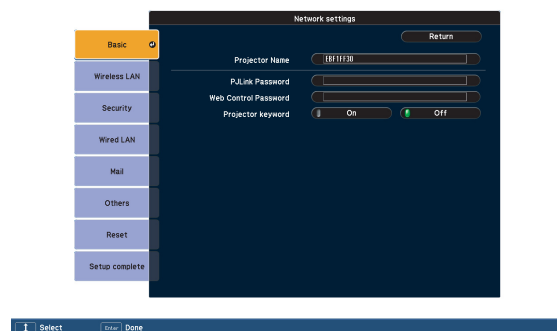 Network settings
Return
Basic
Projector Name EBF1FF3D
Wireless LAN
PJLink Password
Web Control Password
Security
Projector keyword On Off
Wired LAN
Mail
Others
Reset
Setup complete
Select Enter Done